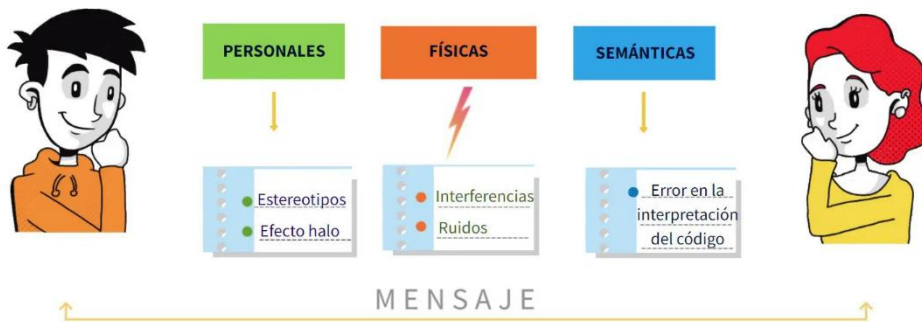 PERSONALES
FÍSICAS
SEMÁNTICAS
Estereotipos
Efecto halo
Interferencias
Ruidos
Error en la
interpretación
del código
MENSAJE